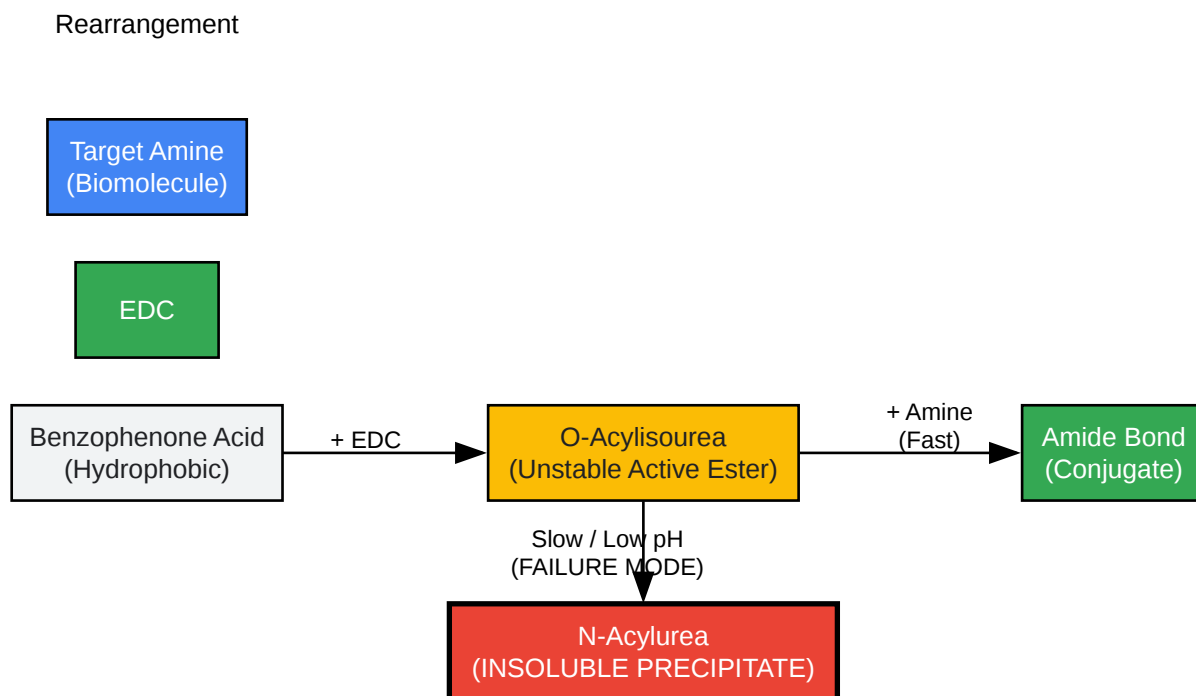 Rearrangement
Target Amine
(Biomolecule)
EDC
Benzophenone Acid
(Hydrophobic)
+ EDC
O-Acylisourea
(Unstable Active Ester)
+ Amine
(Fast)
Amide Bond
(Conjugate)
Slow / Low pH
(FAILURE MODE)
N-Acylurea
(INSOLUBLE PRECIPITATE)